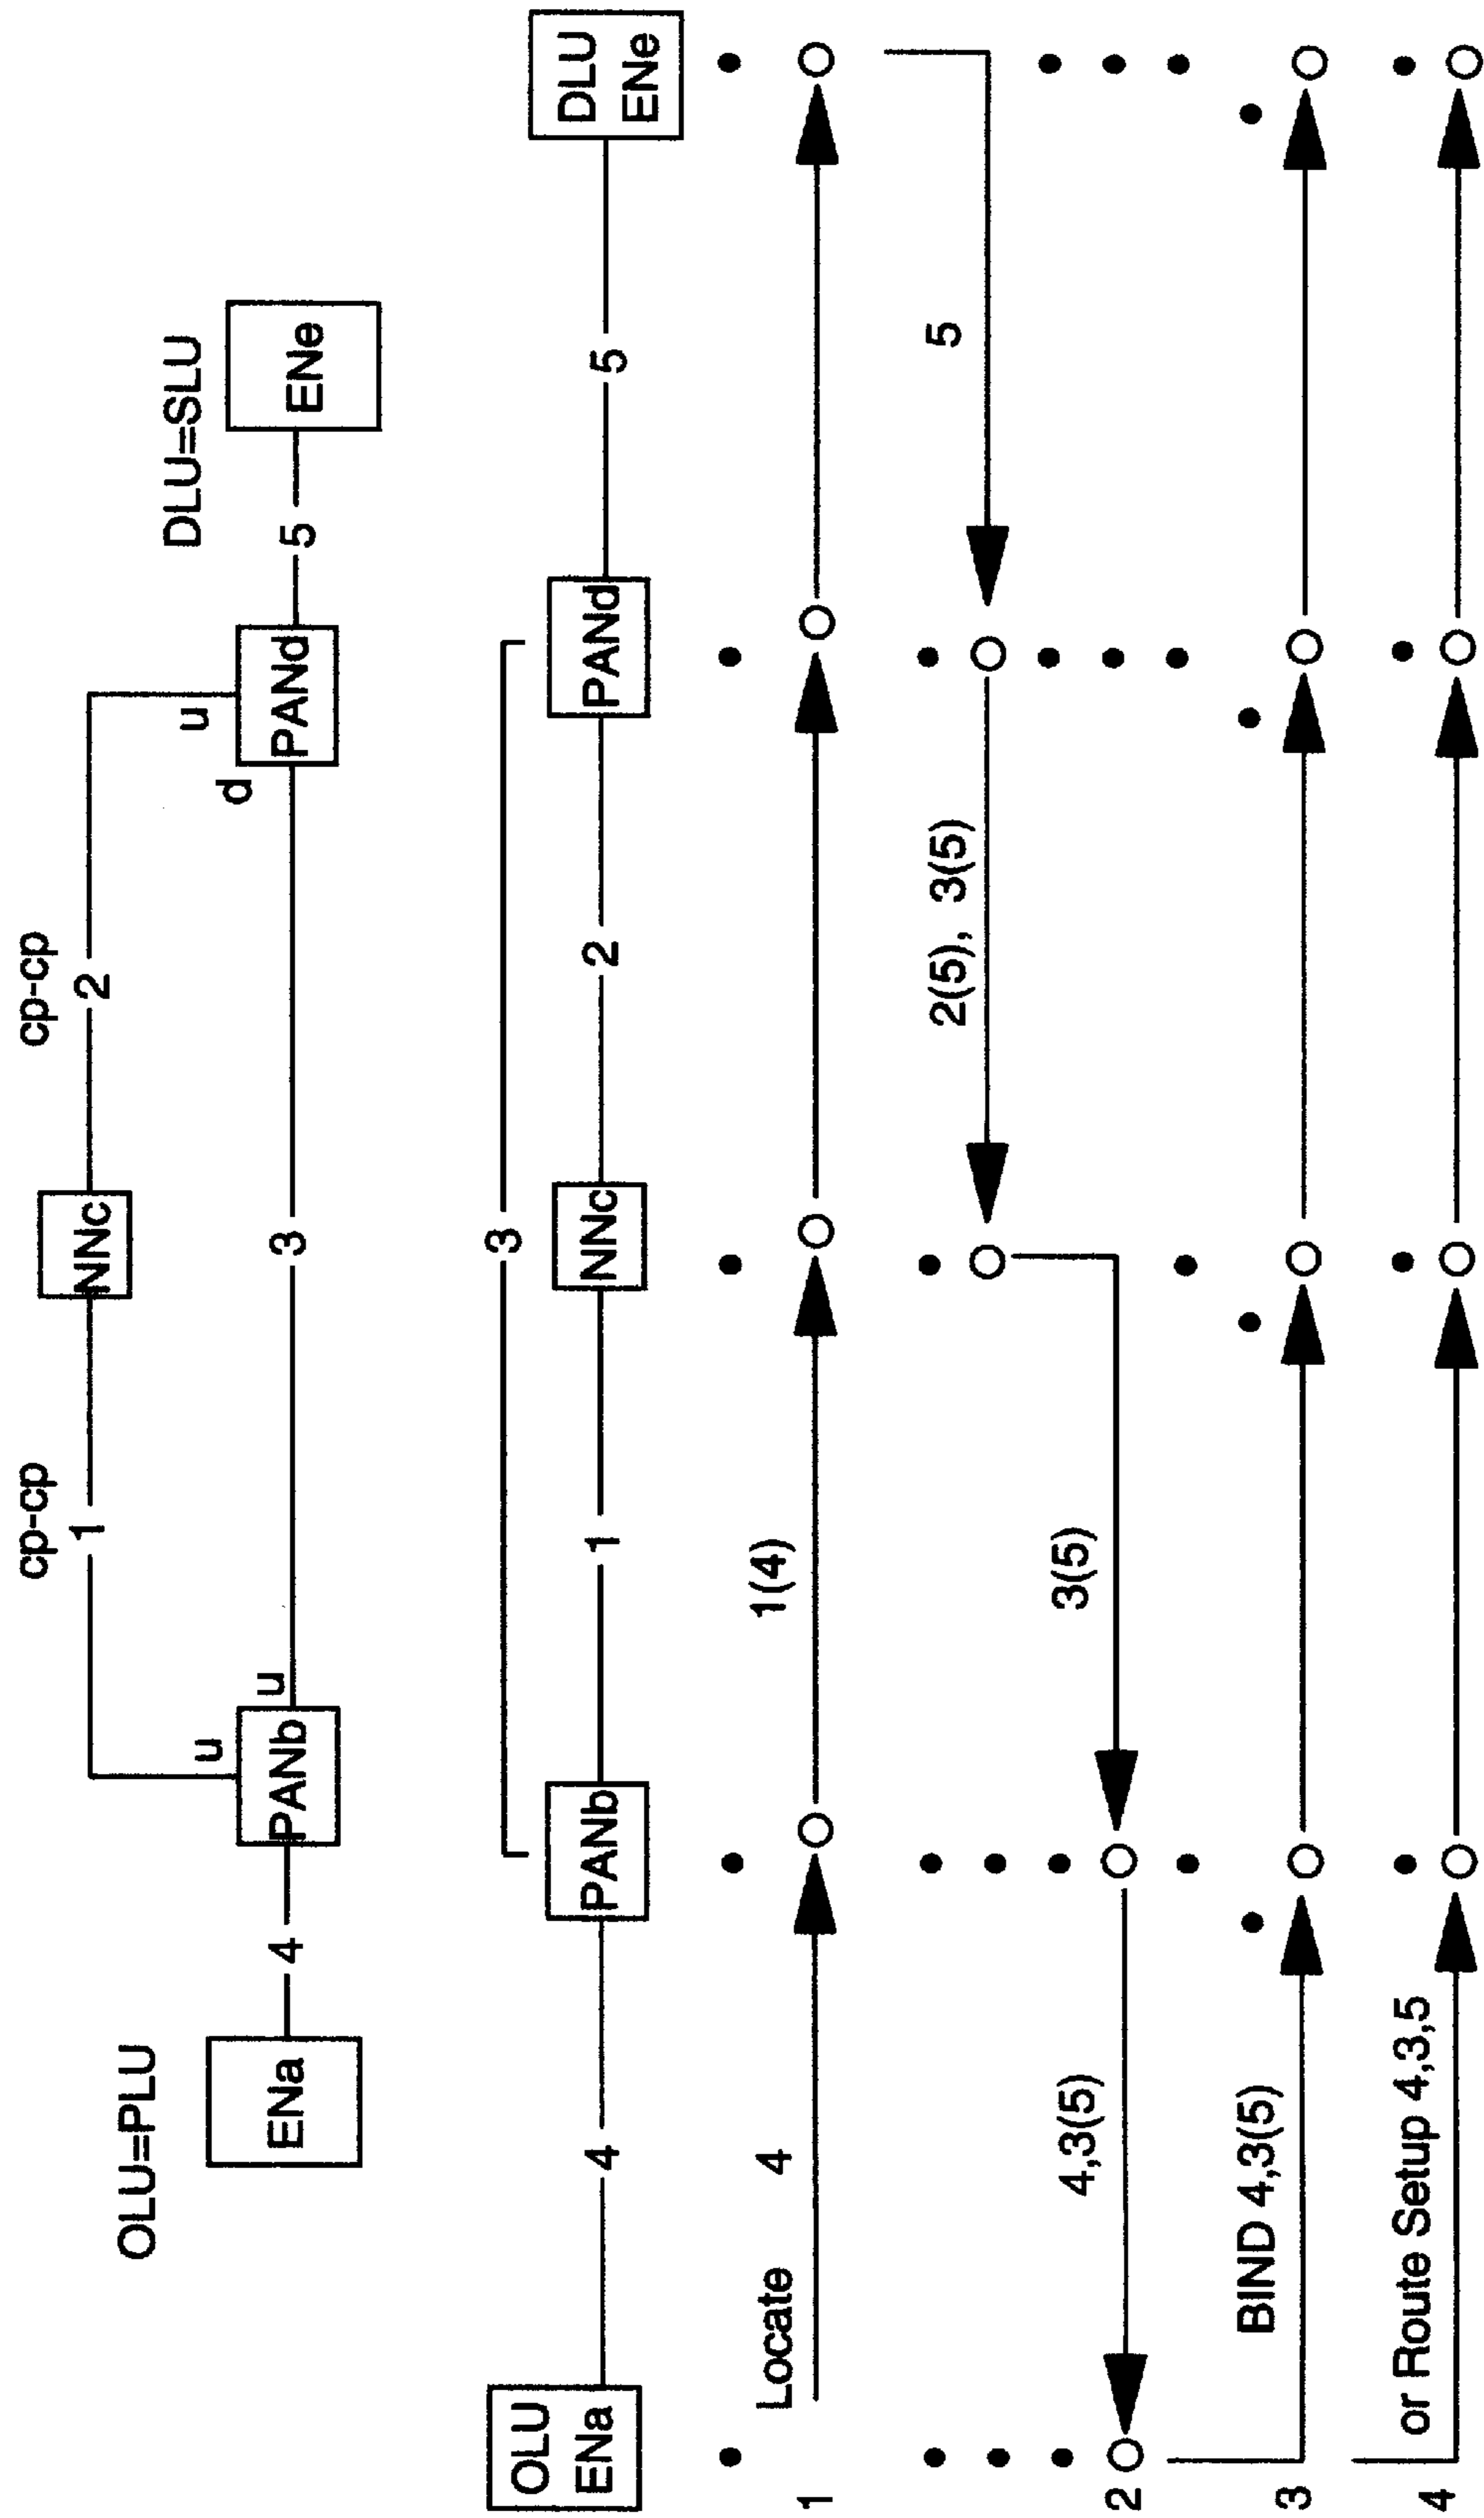 cp-cp
cp-cp
1
NNc
2
OLU=PLU
DLU=SLU
u
u
ENa
4
PANb
u
3
d
PANd
5
ENe
3
OLU
ENa
4
PANb
1
NNc
2
PANd
5
DLU
ENe
Locate 4
1(4)
1
5
2(5), 3(5)
3(5)
4,3(5)
2
BIND 4,3(5)
3
or Route Setup 4,3,5
4